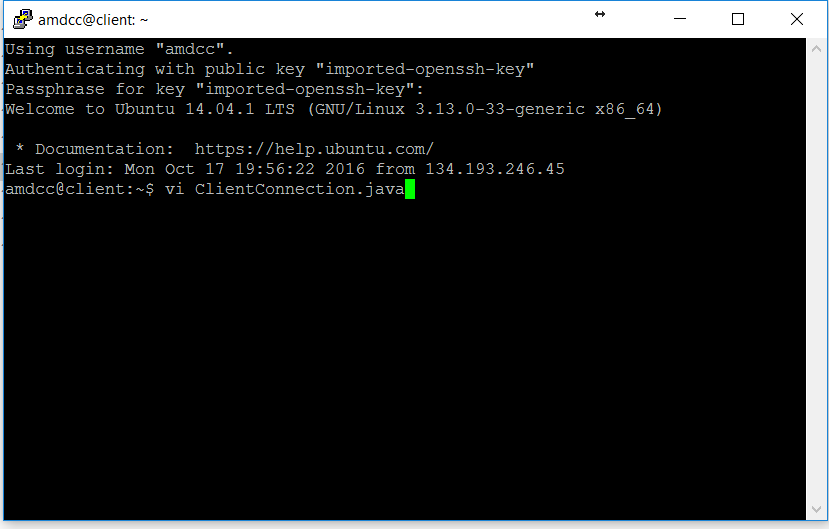 amdcc@client: ~
Using username "amdcc".
Authenticating with public key "imported-openssh-key"
Passphrase for key "imported-openssh-key":
Welcome to Ubuntu 14.04.1 LTS (GNU/Linux 3.13.0-33-generic x86_64)
 * Documentation:  https://help.ubuntu.com/
Last login: Mon Oct 17 19:56:22 2016 from 134.193.246.45
amdcc@client:~$ vi ClientConnection.java